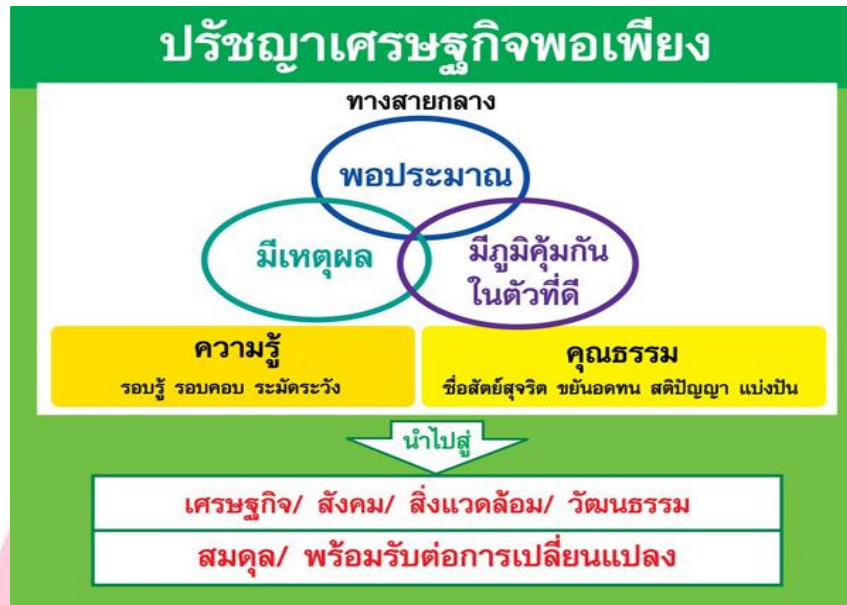 ปรัชญาเศรษฐกิจพอเพียง
ทางสายกลาง
พอประมาณ
มีเหตุผล
มีภูมิคุ้มกัน
ในตัวที่ดี
ความรู้
รอบรู้ รอบคอบ ระมัดระวัง
คุณธรรม
ซื่อสัตย์สุจริต ขยันอดทน สติปัญญา แบ่งปัน
นำไปสู่
เศรษฐกิจ/ สังคม/ สิ่งแวดล้อม/ วัฒนธรรม
สมดุล/ พร้อมรับต่อการเปลี่ยนแปลง